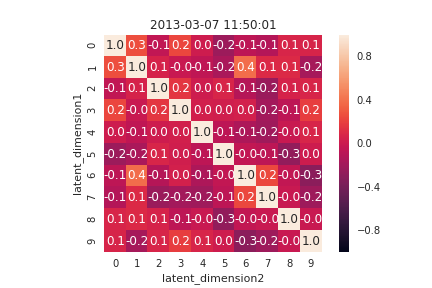 2013-03-07 11:50:01
latent_dimension1
0 1.0 0.3 -0.1 0.2 0.0 -0.2 -0.1 -0.1 0.1 0.1
1 0.3 1.0 0.1 -0.0 -0.1 -0.2 0.4 0.1 0.1 -0.2
2 -0.1 0.1 1.0 0.2 0.0 0.1 -0.1 -0.2 0.1 0.1
3 0.2 -0.0 0.2 1.0 0.0 0.0 0.0 -0.2 -0.1 0.2
4 0.0 -0.1 0.0 0.0 1.0 -0.1 -0.1 -0.2 -0.0 0.1
5 -0.2 -0.2 0.1 0.0 -0.1 1.0 -0.0 -0.1 -0.3 0.0
6 -0.1 0.4 -0.1 0.0 -0.1 -0.0 1.0 0.2 -0.0 -0.3
7 -0.1 0.1 -0.2 -0.2 -0.2 -0.1 0.2 1.0 -0.0 -0.2
8 0.1 0.1 0.1 -0.1 -0.0 -0.3 -0.0 -0.0 1.0 -0.0
9 0.1 -0.2 0.1 0.2 0.1 0.0 -0.3 -0.2 -0.0 1.0
0 1 2 3 4 5 6 7 8 9
latent_dimension2
0.8
0.4
0.0
−0.4
−0.8